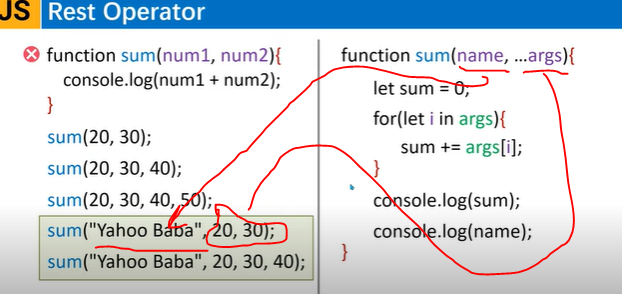 JS Rest Operator
function sum(num1, num2){
console.log(num1 + num2);
}
sum(20, 30);
sum(20, 30, 40);
sum(20, 30, 40, 50);
sum("Yahoo Baba", 20, 30);
sum("Yahoo Baba", 20, 30, 40);
function sum(name, ...args){
let sum = 0;
for(let i in args){
sum += args[i];
}
console.log(sum);
console.log(name);
}